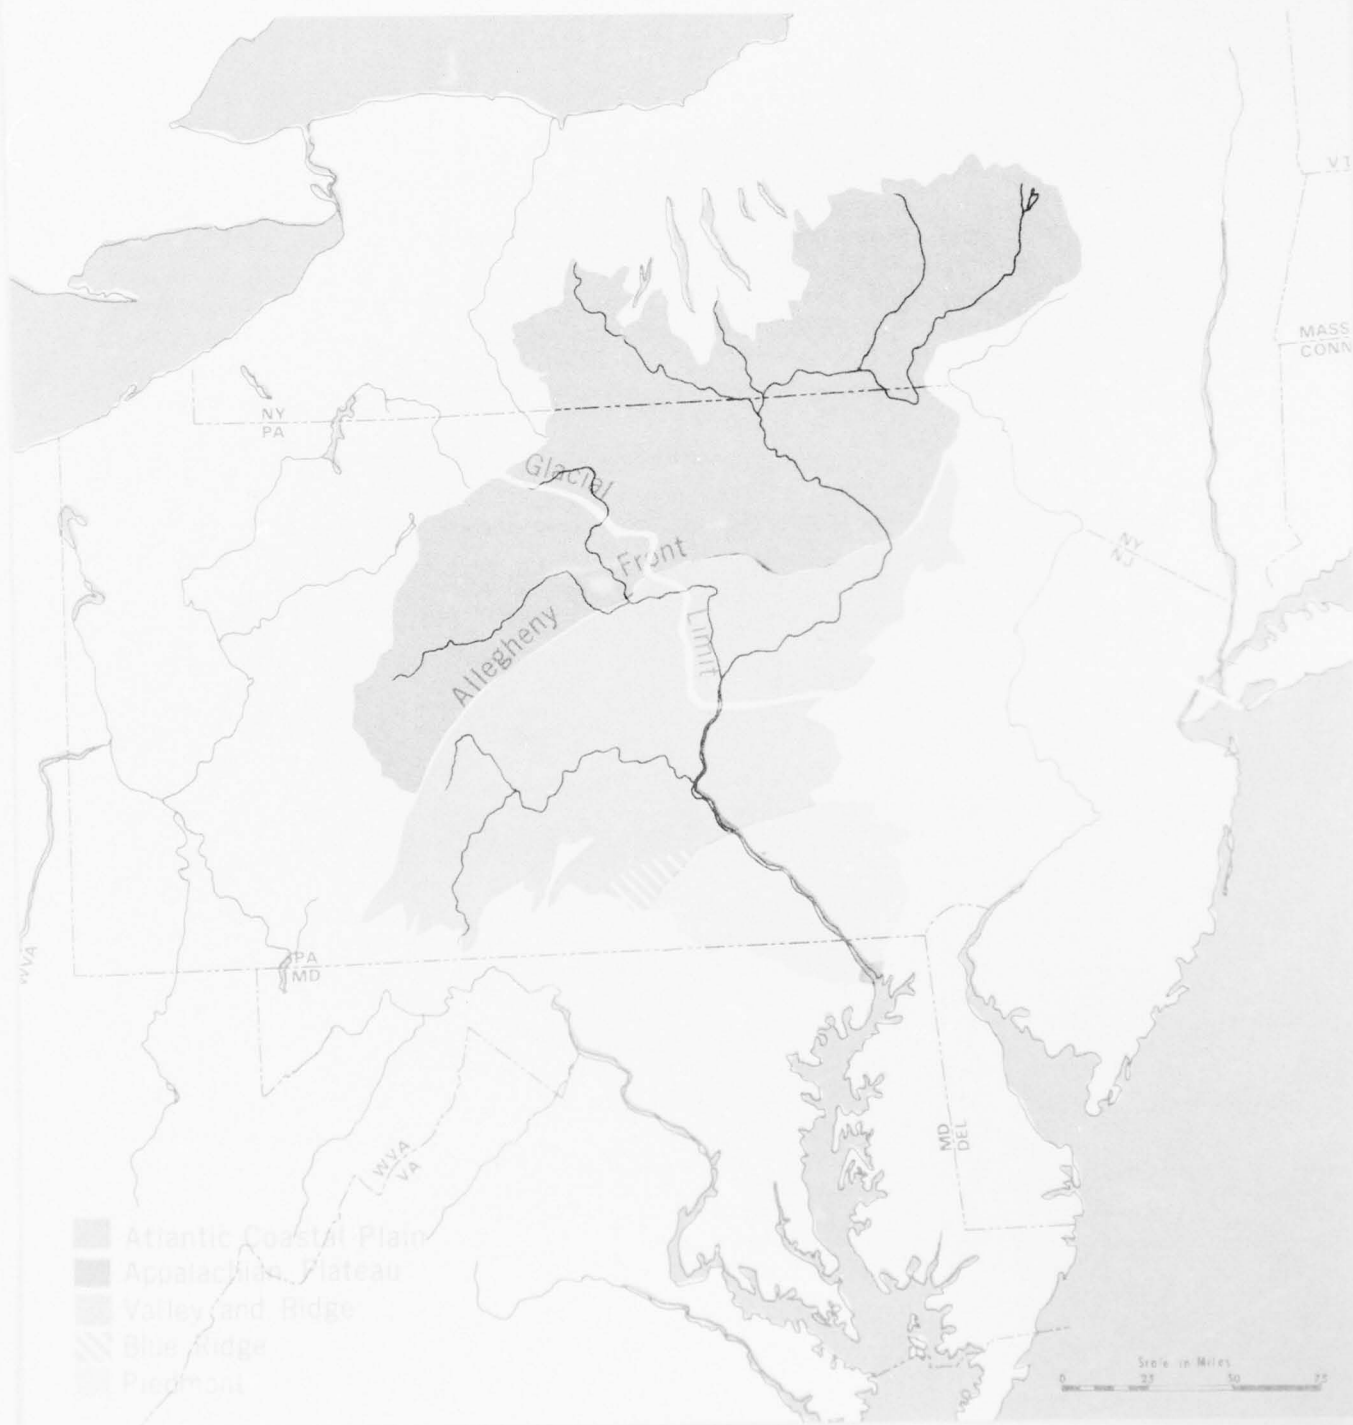 VT
MASS
CONN
NY
PA
Glacial
Front
NY
NJ
Allegheny
Limit
WVA
PA
MD
MD
DEL
WVA
VA
Atlantic Coastal Plain
Appalachian Plateau
Valley and Ridge
Blue Ridge
Piedmont
Scale in Miles
0 25 50 75